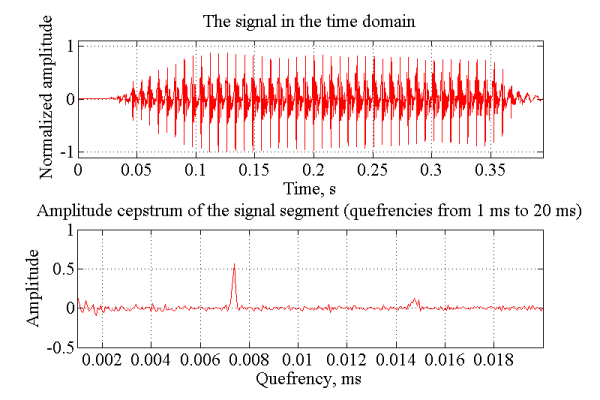 The signal in the time domain
Normalized amplitude
1
0
-1
0 0.05 0.1 0.15 0.2 0.25 0.3 0.35
Time, s
Amplitude cepstrum of the signal segment (quefrencies from 1 ms to 20 ms)
Amplitude
1
0.5
0
-0.5
0.002 0.004 0.006 0.008 0.01 0.012 0.014 0.016 0.018
Quefrency, ms